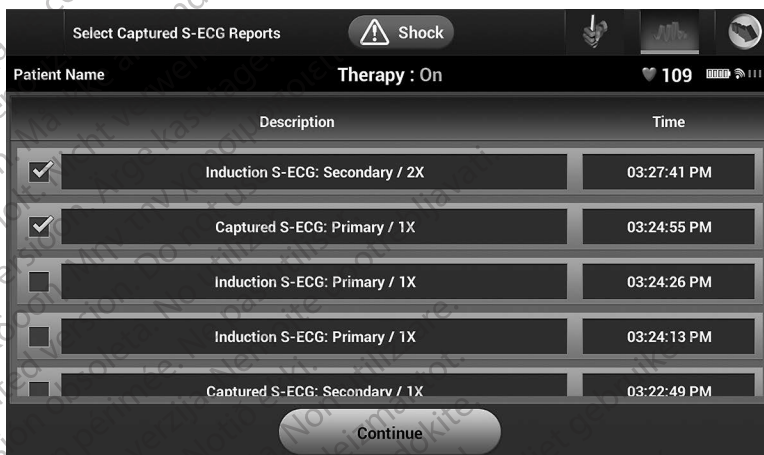 Select Captured S-ECG Reports
Shock
Patient Name
Therapy : On
109
Description
Time
Induction S-ECG: Secondary / 2X
03:27:41 PM
Captured S-ECG: Primary / 1X
03:24:55 PM
Induction S-ECG: Primary / 1X
03:24:26 PM
Induction S-ECG: Primary / 1X
03:24:13 PM
Captured S-ECG: Secondary / 1X
03:22:49 PM
Continue